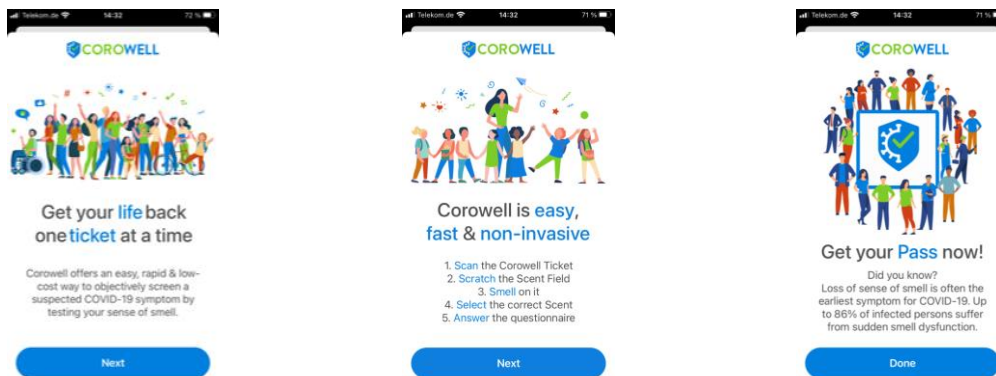 Telekom.de 14:32 72 %
COROWELL
Get your life back
one ticket at a time
Corowell offers an easy, rapid & low-
cost way to objectively screen a
suspected COVID-19 symptom by
testing your sense of smell.
Next
Telekom.de 14:32 71 %
COROWELL
Corowell is easy,
fast & non-invasive
1. Scan the Corowell Ticket
2. Scratch the Scent Field
3. Smell on it
4. Select the correct Scent
5. Answer the questionnaire
Next
Telekom.de 14:32 71 %
COROWELL
Get your Pass now!
Did you know?
Loss of sense of smell is often the
earliest symptom for COVID-19. Up
to 86% of infected persons suffer
from sudden smell dysfunction.
Done